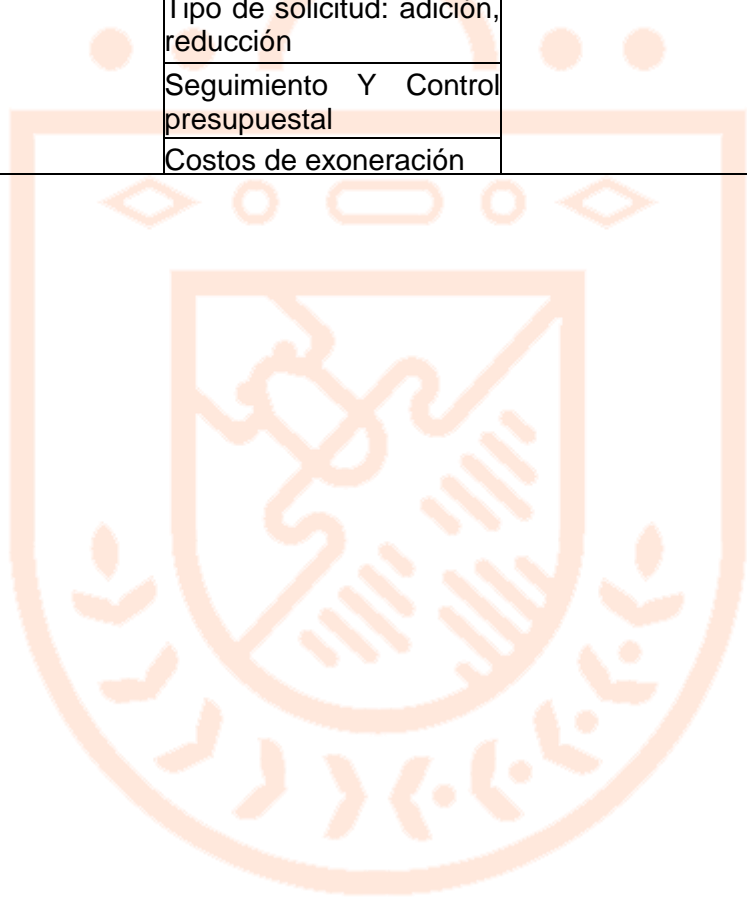 Tipo de solicitud: adición,
reducción
Seguimiento Y Control
presupuestal
Costos de exoneración